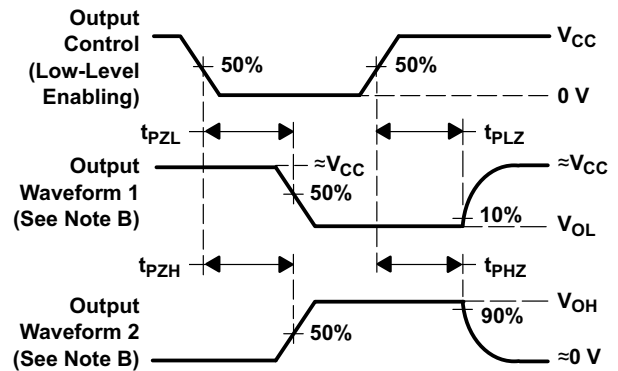 Output
Control
(Low-Level
Enabling)
50%
50%
VCC
0 V
tPZL
tPLZ
Output
Waveform 1
(See Note B)
≈VCC
50%
≈VCC
10%
VOL
tPZH
tPHZ
Output
Waveform 2
(See Note B)
50%
VOH
90%
≈0 V